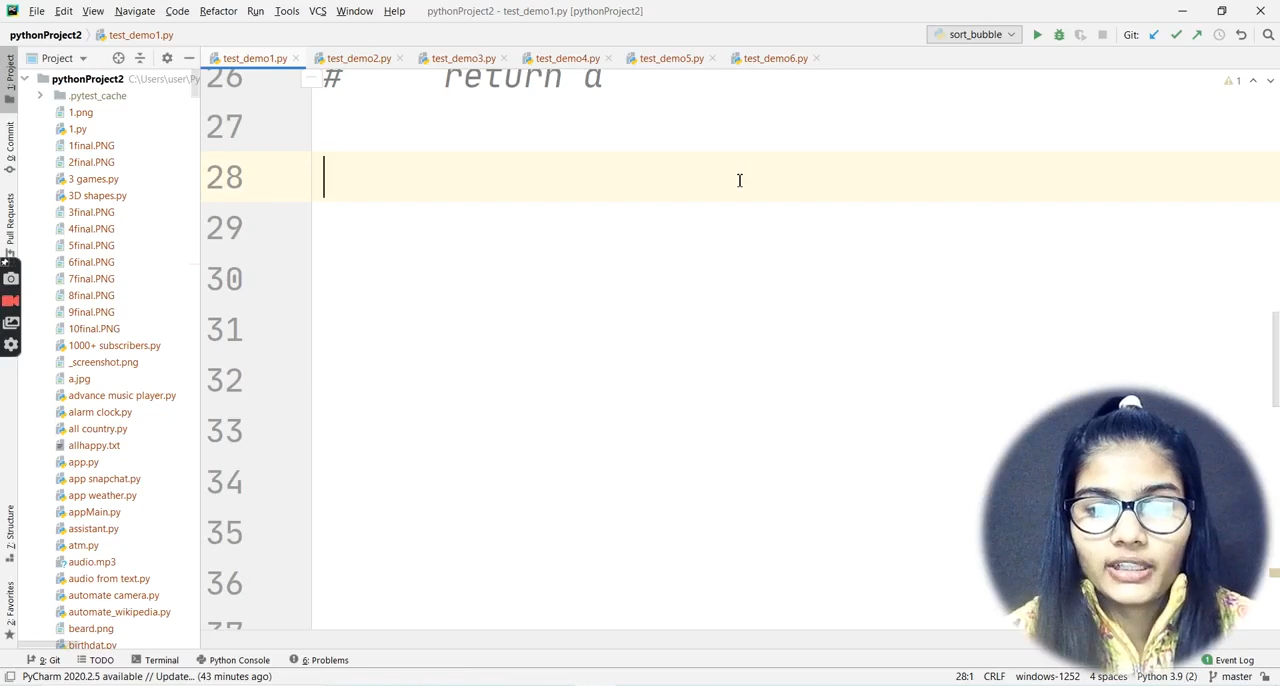 File Edit View Navigate Code Refactor Run Tools VCS Window Help pythonProject2 - test_demo1.py [pythonProject2]
pythonProject2 test_demo1.py sort_bubble Git:
Project test_demo1.py test_demo2.py test_demo3.py test_demo4.py test_demo5.py test_demo6.py
1: Project
0: Commit
Pull Requests
Z: Structure
2: Favorites
pythonProject2 C:\Users\user\Py
.pytest_cache
1.png
1.py
1final.PNG
2final.PNG
3 games.py
3D shapes.py
3final.PNG
4final.PNG
5final.PNG
6final.PNG
7final.PNG
8final.PNG
9final.PNG
10final.PNG
1000+ subscribers.py
_screenshot.png
a.jpg
advance music player.py
alarm clock.py
all country.py
allhappy.txt
app.py
app snapchat.py
app weather.py
appMain.py
assistant.py
atm.py
audio.mp3
audio from text.py
automate camera.py
automate_wikipedia.py
beard.png
birthdat.py
26 # return a
1
27
28
29
30
31
32
33
34
35
36
37
9: Git TODO Terminal Python Console 6: Problems 1 Event Log
PyCharm 2020.2.5 available // Update... (43 minutes ago) 28:1 CRLF windows-1252 4 spaces Python 3.9 (2) master